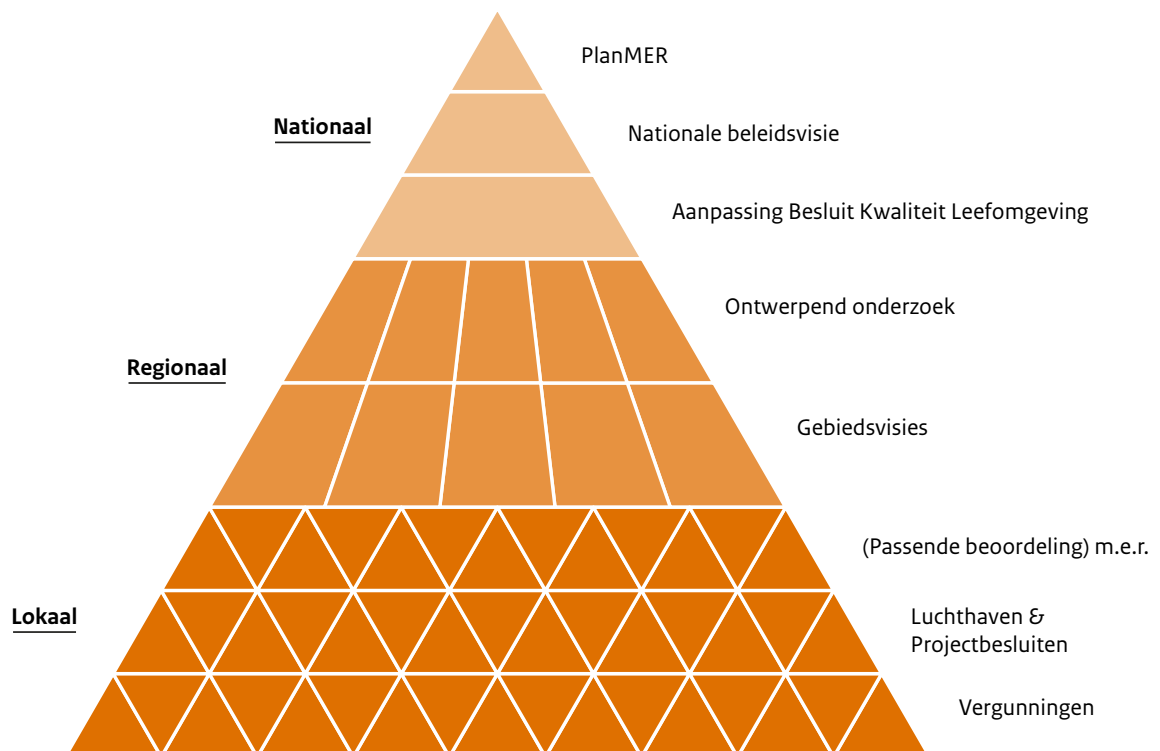 PlanMER
Nationaal
Nationale beleidsvisie
Aanpassing Besluit Kwaliteit Leefomgeving
Ontwerpend onderzoek
Regionaal
Gebiedsvisies
(Passende beoordeling) m.e.r.
Lokaal
Luchthaven &
Projectbesluiten
Vergunningen